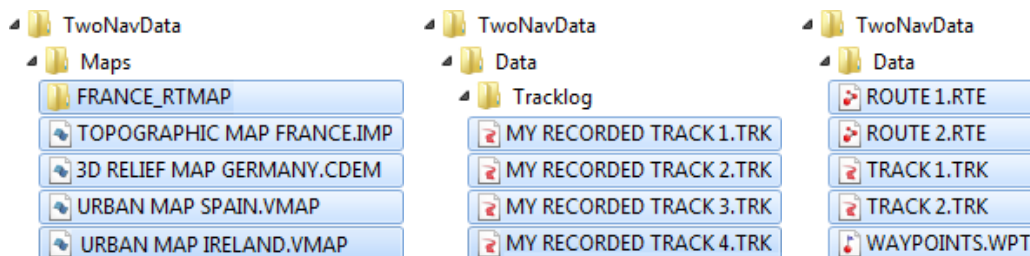 TwoNavData
Maps
FRANCE_RTMAP
TOPOGRAPHIC MAP FRANCE.IMP
3D RELIEF MAP GERMANY.CDEM
URBAN MAP SPAIN.VMAP
URBAN MAP IRELAND.VMAP
TwoNavData
Data
Tracklog
MY RECORDED TRACK 1.TRK
MY RECORDED TRACK 2.TRK
MY RECORDED TRACK 3.TRK
MY RECORDED TRACK 4.TRK
TwoNavData
Data
ROUTE 1.RTE
ROUTE 2.RTE
TRACK 1.TRK
TRACK 2.TRK
WAYPOINTS.WPT